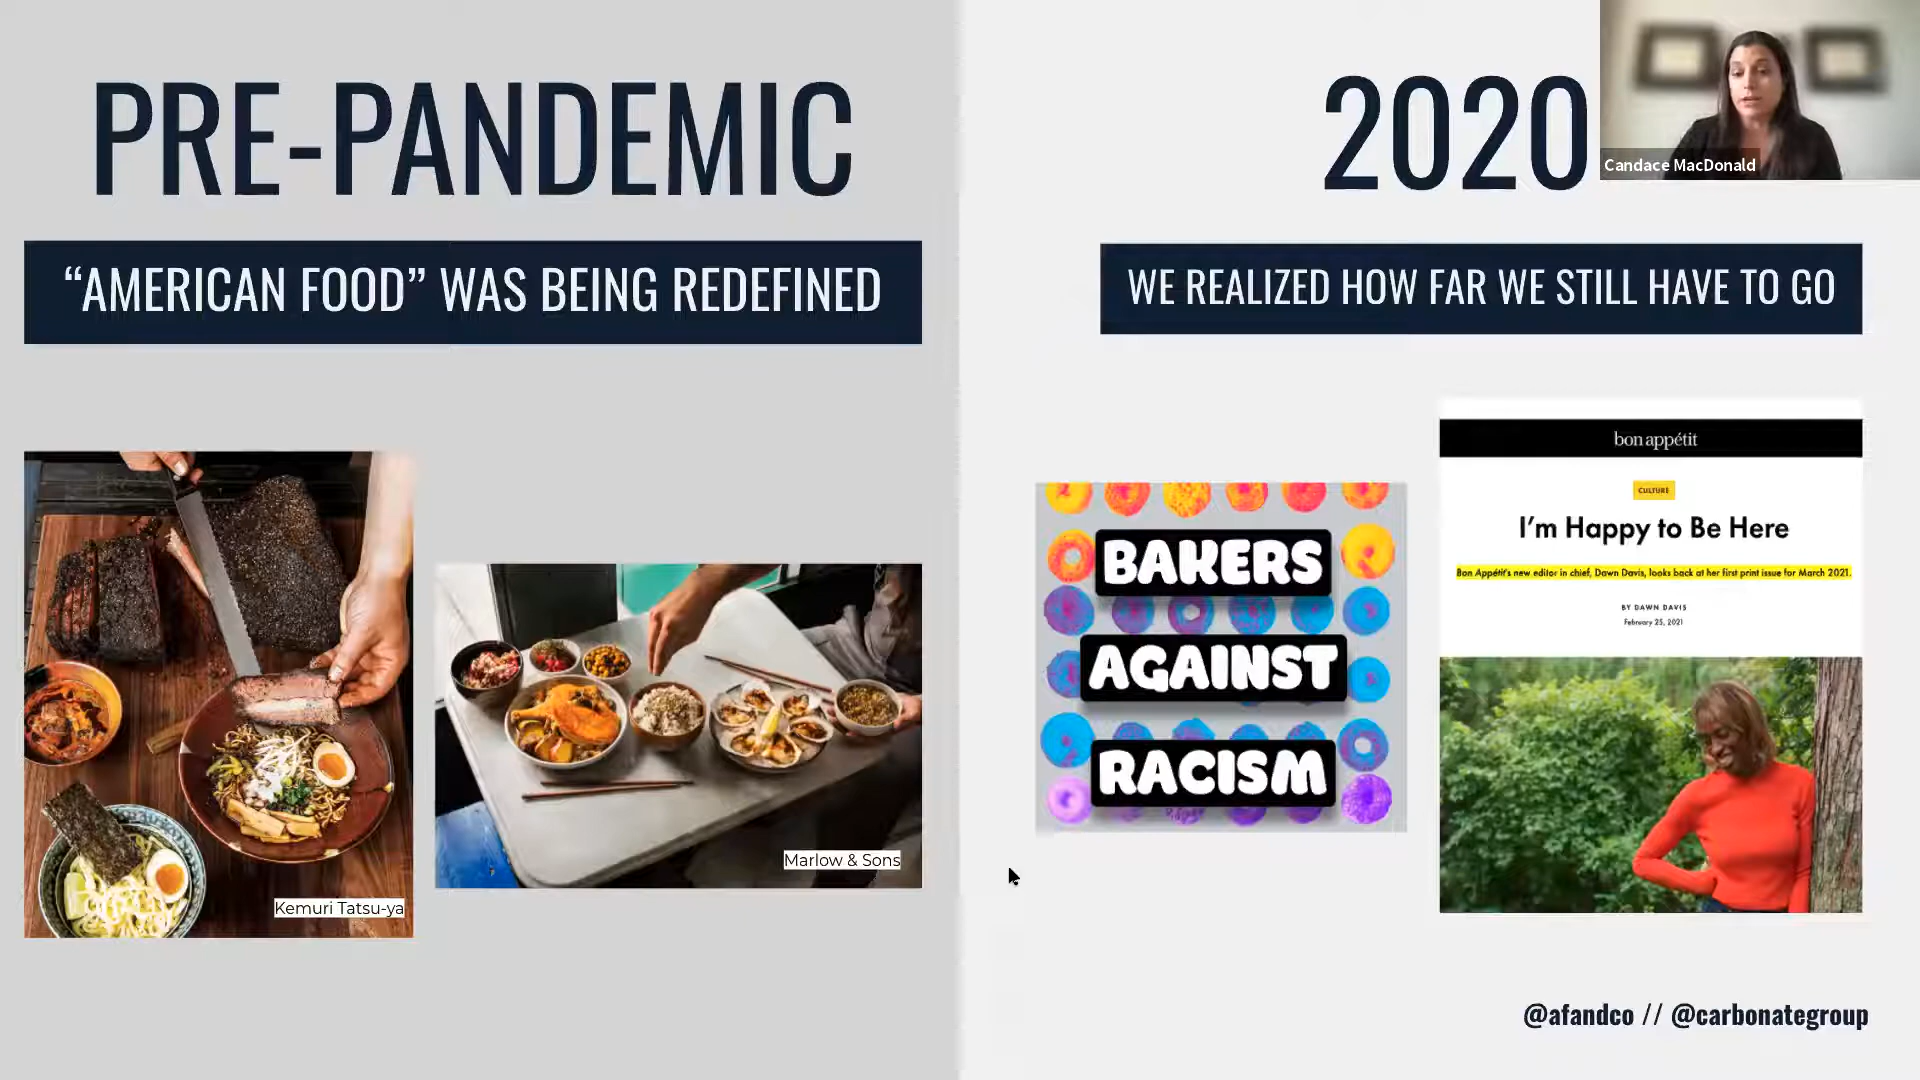 PRE-PANDEMIC
“AMERICAN FOOD” WAS BEING REDEFINED
Kemuri Tatsu-ya
Marlow & Sons
2020
Candace MacDonald
WE REALIZED HOW FAR WE STILL HAVE TO GO
BAKERS
AGAINST
RACISM
bon appétit
CULTURE
I’m Happy to Be Here
Bon Appétit’s new editor in chief, Dawn Davis, looks back at her first print issue for March 2021.
BY DAWN DAVIS
February 25, 2021
@afandco // @carbonategroup